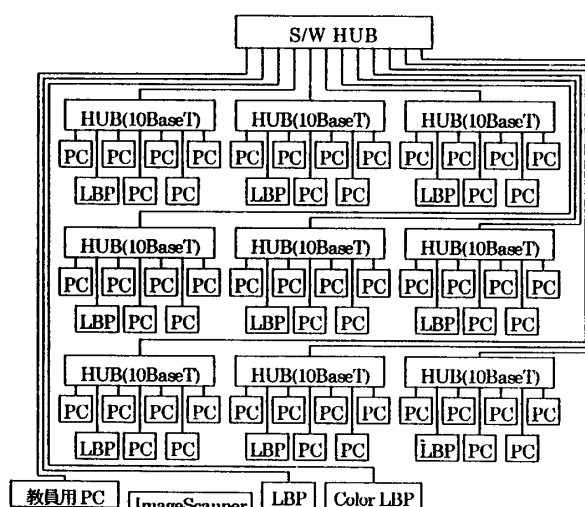 S/W HUB
HUB(10BaseT) HUB(10BaseT) HUB(10BaseT)
PC PC PC PC PC PC PC PC PC PC PC PC
LBP PC PC LBP PC PC LBP PC PC
HUB(10BaseT) HUB(10BaseT) HUB(10BaseT)
PC PC PC PC PC PC PC PC PC PC PC PC
LBP PC PC LBP PC PC LBP PC PC
HUB(10BaseT) HUB(10BaseT) HUB(10BaseT)
PC PC PC PC PC PC PC PC PC PC PC PC
LBP PC PC LBP PC PC LBP PC PC
教員用 PC ImageScanner LBP Color LBP